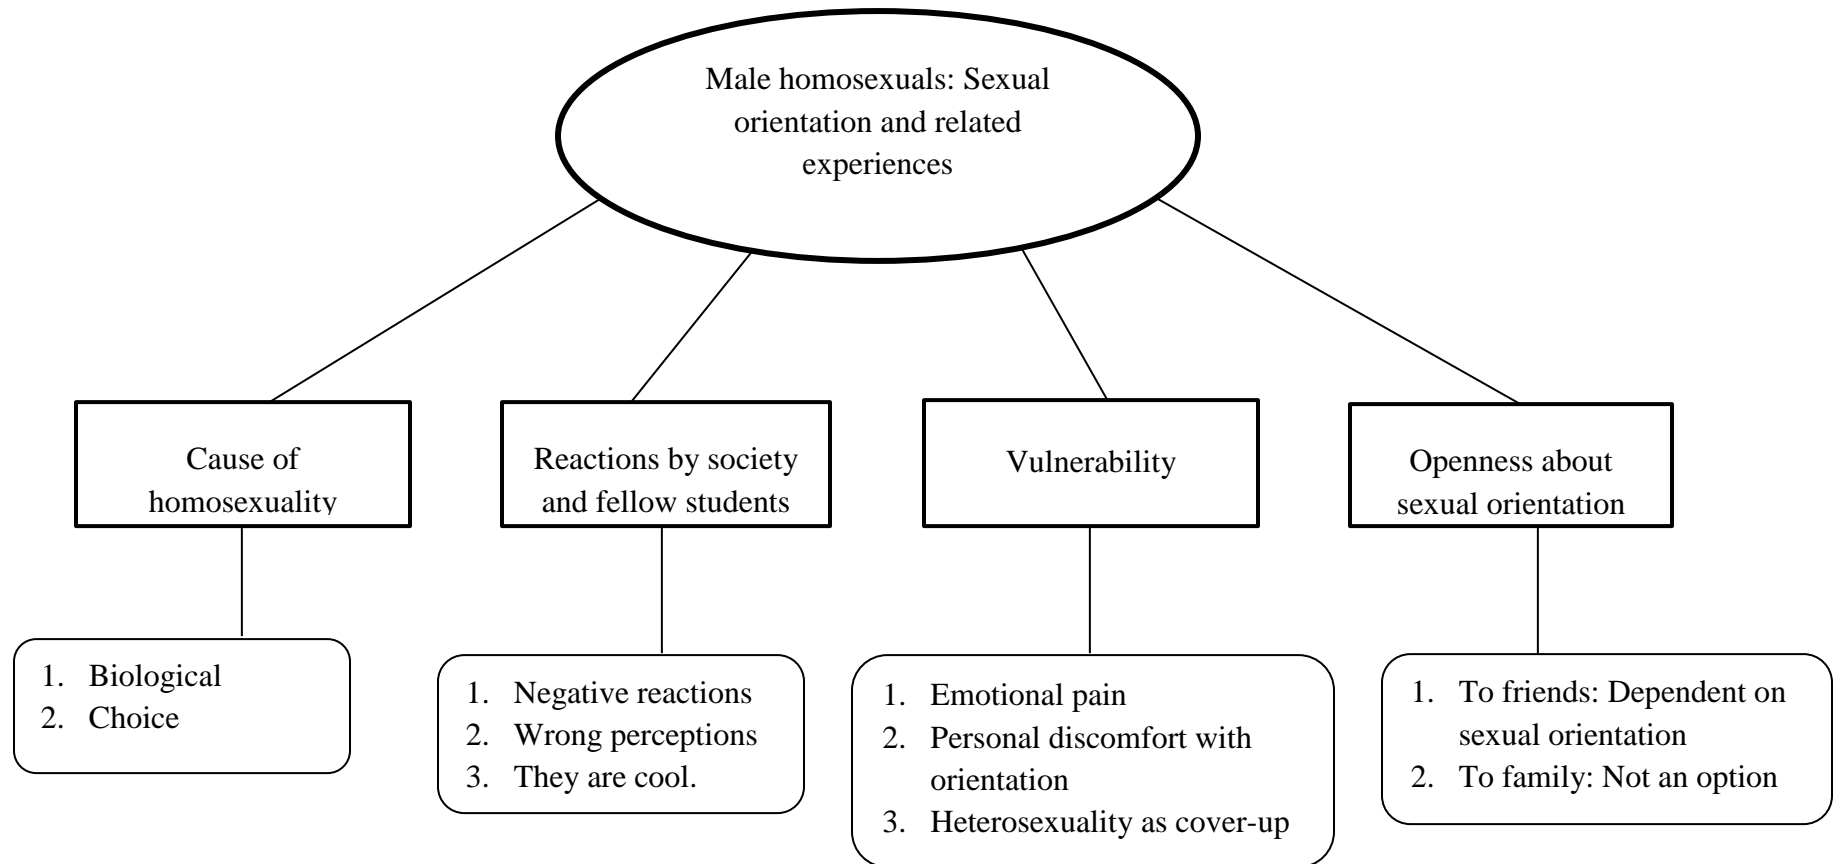 Male homosexuals: Sexual
orientation and related
experiences
Cause of
homosexuality
Reactions by society
and fellow students
Vulnerability
Openness about
sexual orientation
1. Biological
2. Choice
1. Negative reactions
2. Wrong perceptions
3. They are cool.
1. Emotional pain
2. Personal discomfort with
orientation
3. Heterosexuality as cover-up
1. To friends: Dependent on
sexual orientation
2. To family: Not an option